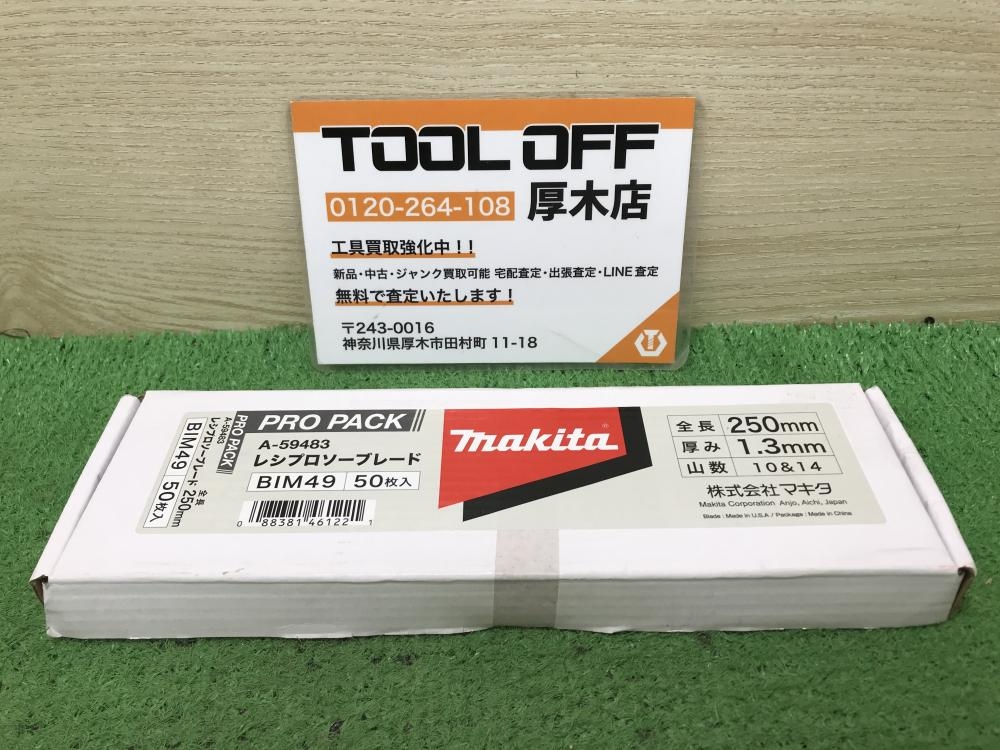 TOOL OFF
0120-264-108 厚木店
工具買取強化中！！
新品・中古・ジャンク買取可能 宅配査定・出張査定・LINE査定
無料で査定いたします！
〒243-0016
神奈川県厚木市田村町 11-18
PRO PACK
A-59483
レシプロソーブレード
BIM49 50枚入
0 88381 46122 1
PRO PACK
A-59483
レシプロソーブレード 全長
BIM49 250mm
50枚入
makita
全長 250mm
厚み 1.3mm
山数 10&14
株式会社マキタ
Makita Corporation Anjo, Aichi, Japan
Blade : Made in U.S.A / Package : Made in China